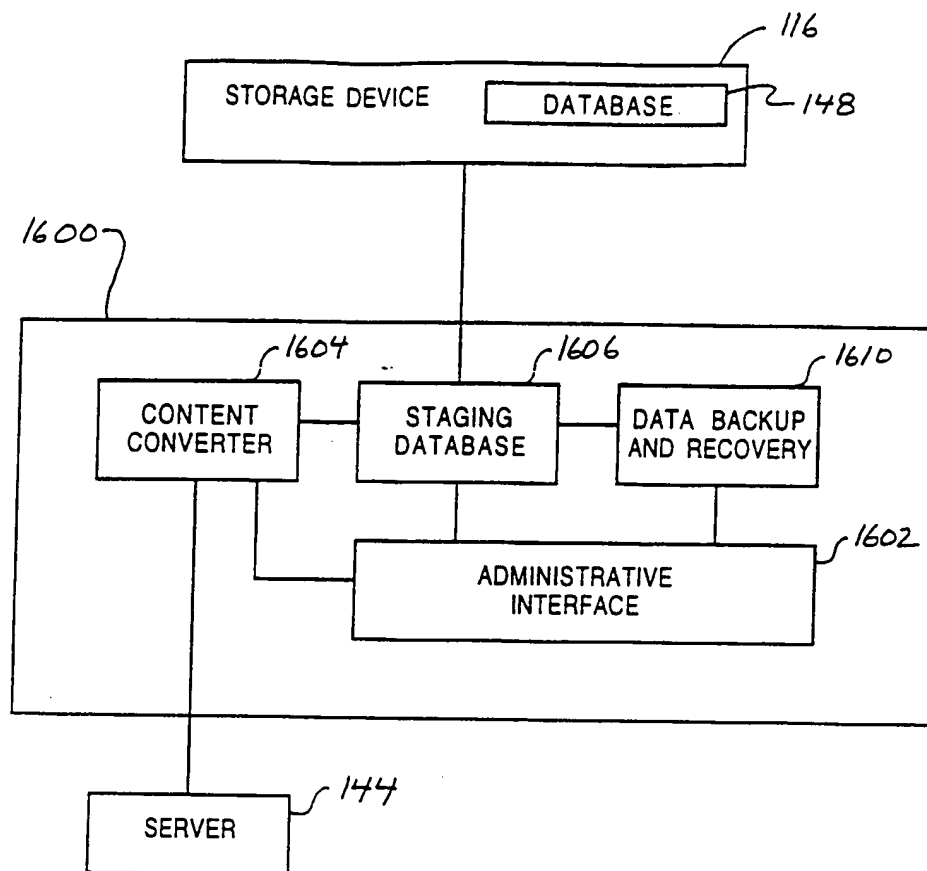 116
STORAGE DEVICE
DATABASE
148
1600
1604
1606
1610
CONTENT
CONVERTER
STAGING
DATABASE
DATA BACKUP
AND RECOVERY
1602
ADMINISTRATIVE
INTERFACE
144
SERVER